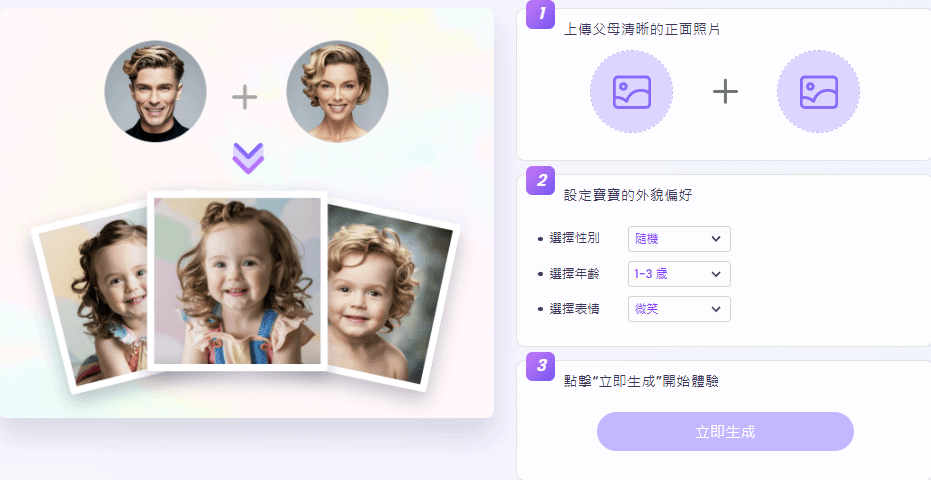 1
上傳父母清晰的正面照片
2
設定寶寶的外貌偏好
選擇性別 隨機
選擇年齡 1-3 歲
選擇表情 微笑
3
點擊“立即生成”開始體驗
立即生成